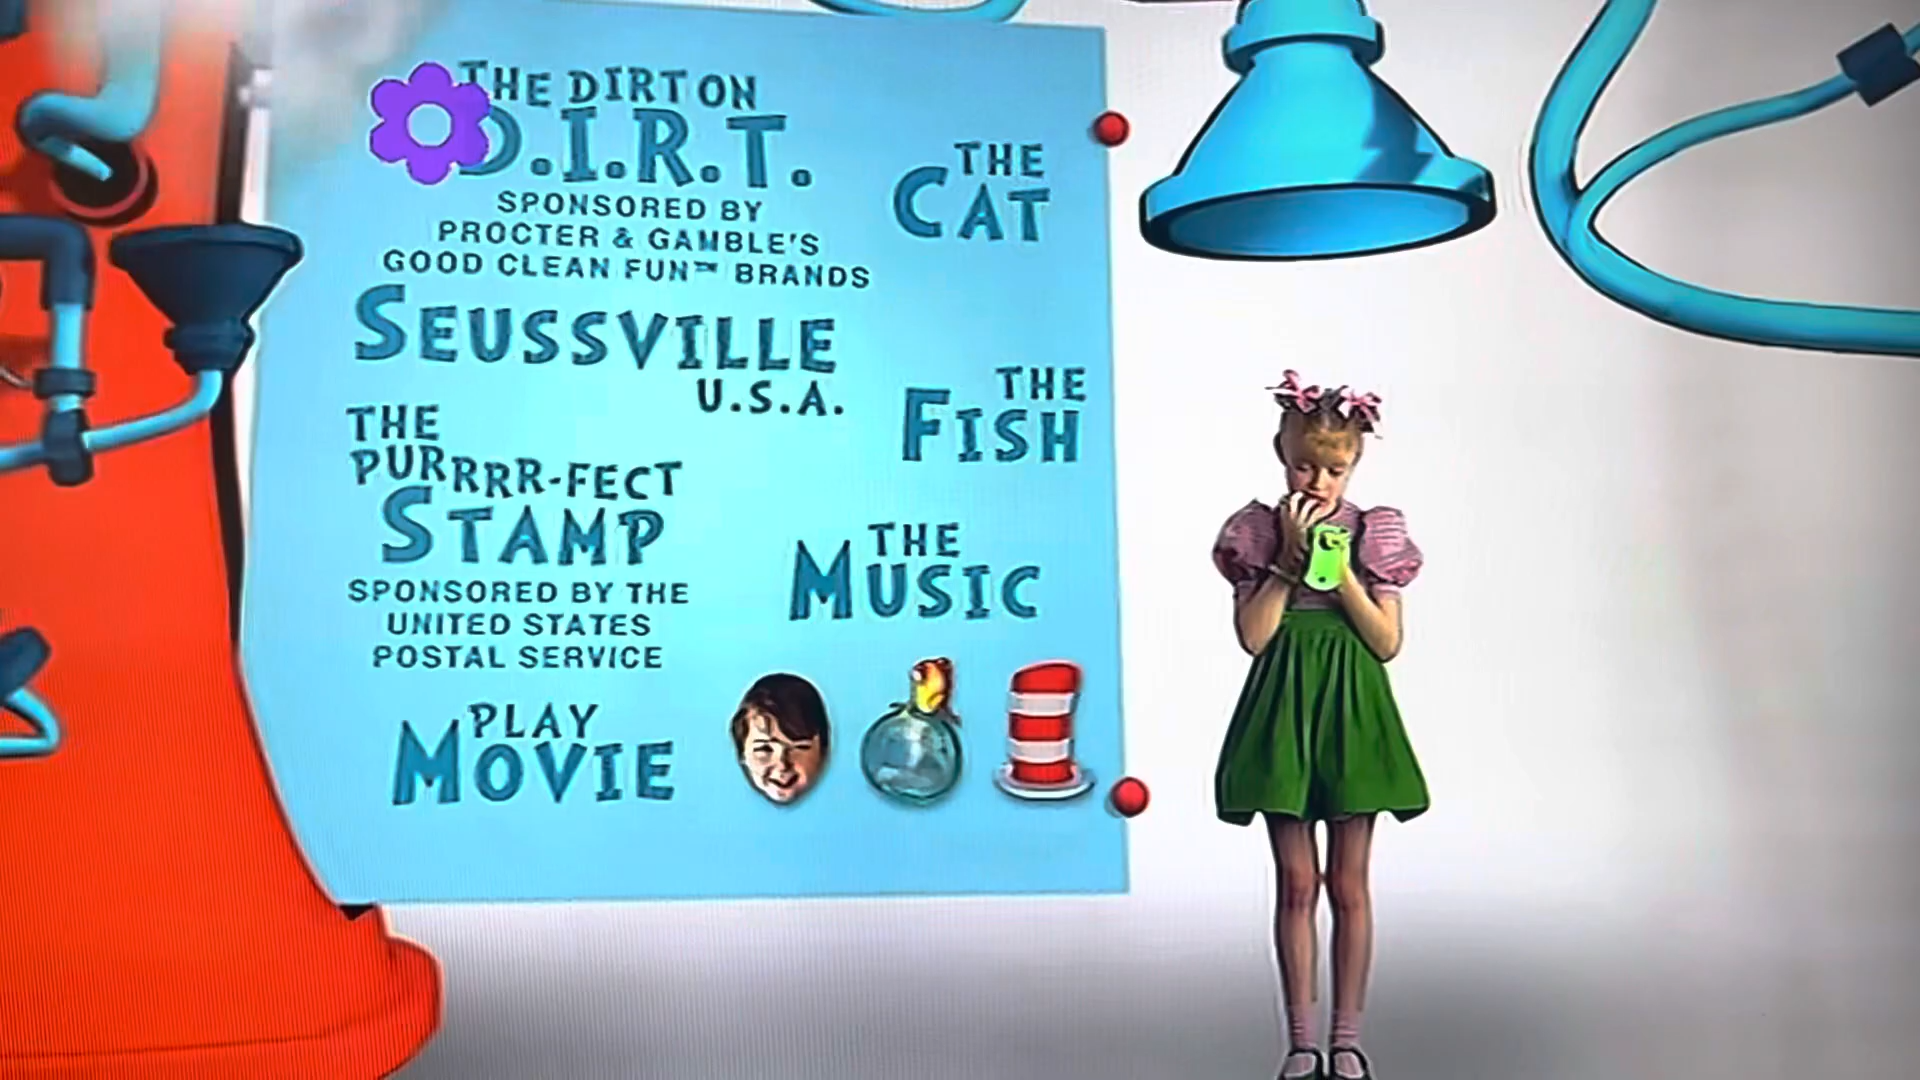 THE DIRT ON
D.I.R.T.
SPONSORED BY
PROCTER & GAMBLE'S
GOOD CLEAN FUN™ BRANDS
SEUSSVILLE
U.S.A.
THE
PURRRR-FECT
STAMP
SPONSORED BY THE
UNITED STATES
POSTAL SERVICE
PLAY
MOVIE
THE
CAT
THE
FISH
THE
MUSIC